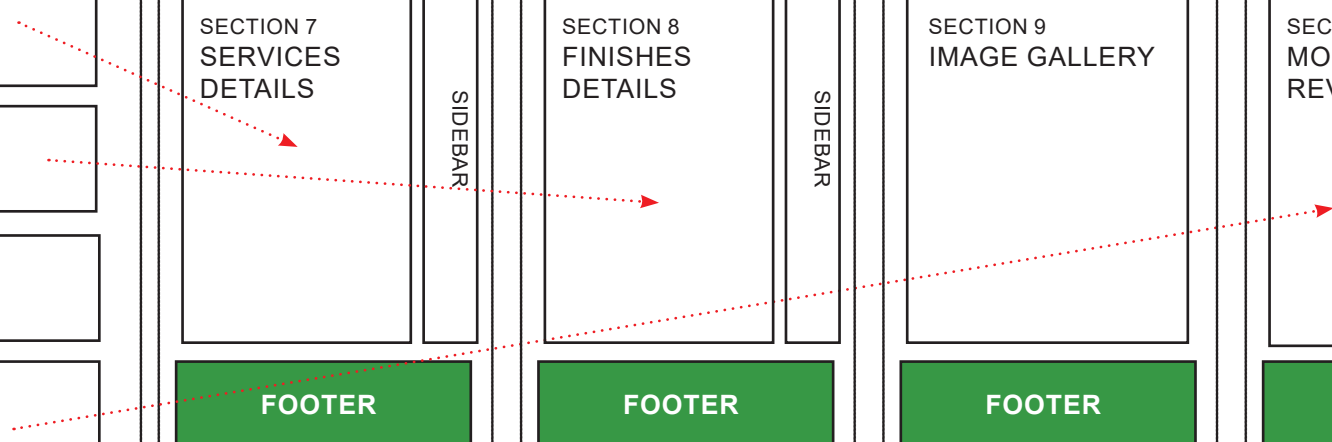 SECTION 7
SERVICES
DETAILS
SIDEBAR
SECTION 8
FINISHES
DETAILS
SIDEBAR
SECTION 9
IMAGE GALLERY
FOOTER
FOOTER
FOOTER